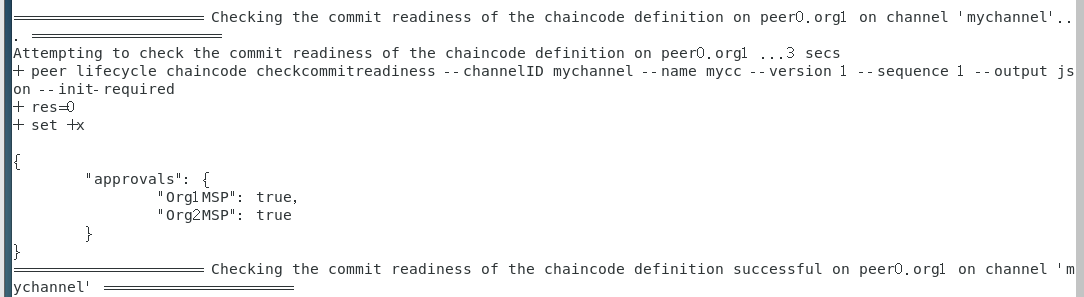 ===================== Checking the commit readiness of the chaincode definition on peer0.org1 on channel 'mychannel'..
. =====================
Attempting to check the commit readiness of the chaincode definition on peer0.org1 ...3 secs
+ peer lifecycle chaincode checkcommitreadiness --channelID mychannel --name mycc --version 1 --sequence 1 --output js
on --init-required
+ res=0
+ set +x

{
        "approvals": {
                "Org1MSP": true,
                "Org2MSP": true
        }
}
===================== Checking the commit readiness of the chaincode definition successful on peer0.org1 on channel 'm
ychannel' =====================